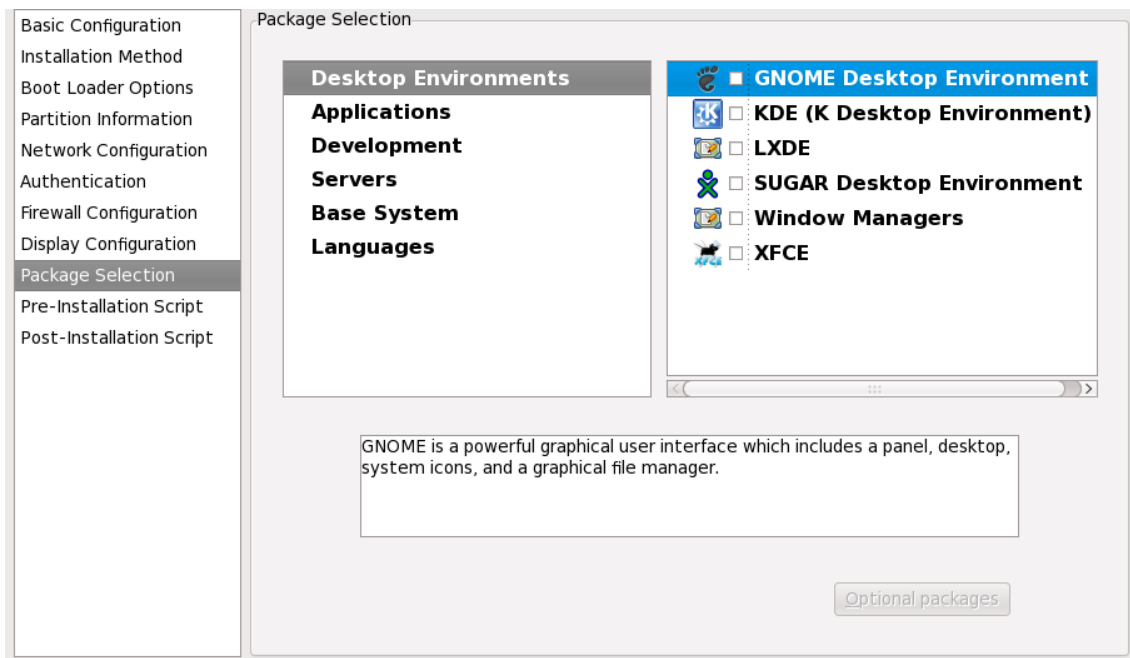 Basic Configuration
Installation Method
Boot Loader Options
Partition Information
Network Configuration
Authentication
Firewall Configuration
Display Configuration
Package Selection
Pre-Installation Script
Post-Installation Script
Package Selection
Desktop Environments
Applications
Development
Servers
Base System
Languages
GNOME Desktop Environment
KDE (K Desktop Environment)
LXDE
SUGAR Desktop Environment
Window Managers
XFCE
GNOME is a powerful graphical user interface which includes a panel, desktop,
system icons, and a graphical file manager.
Optional packages